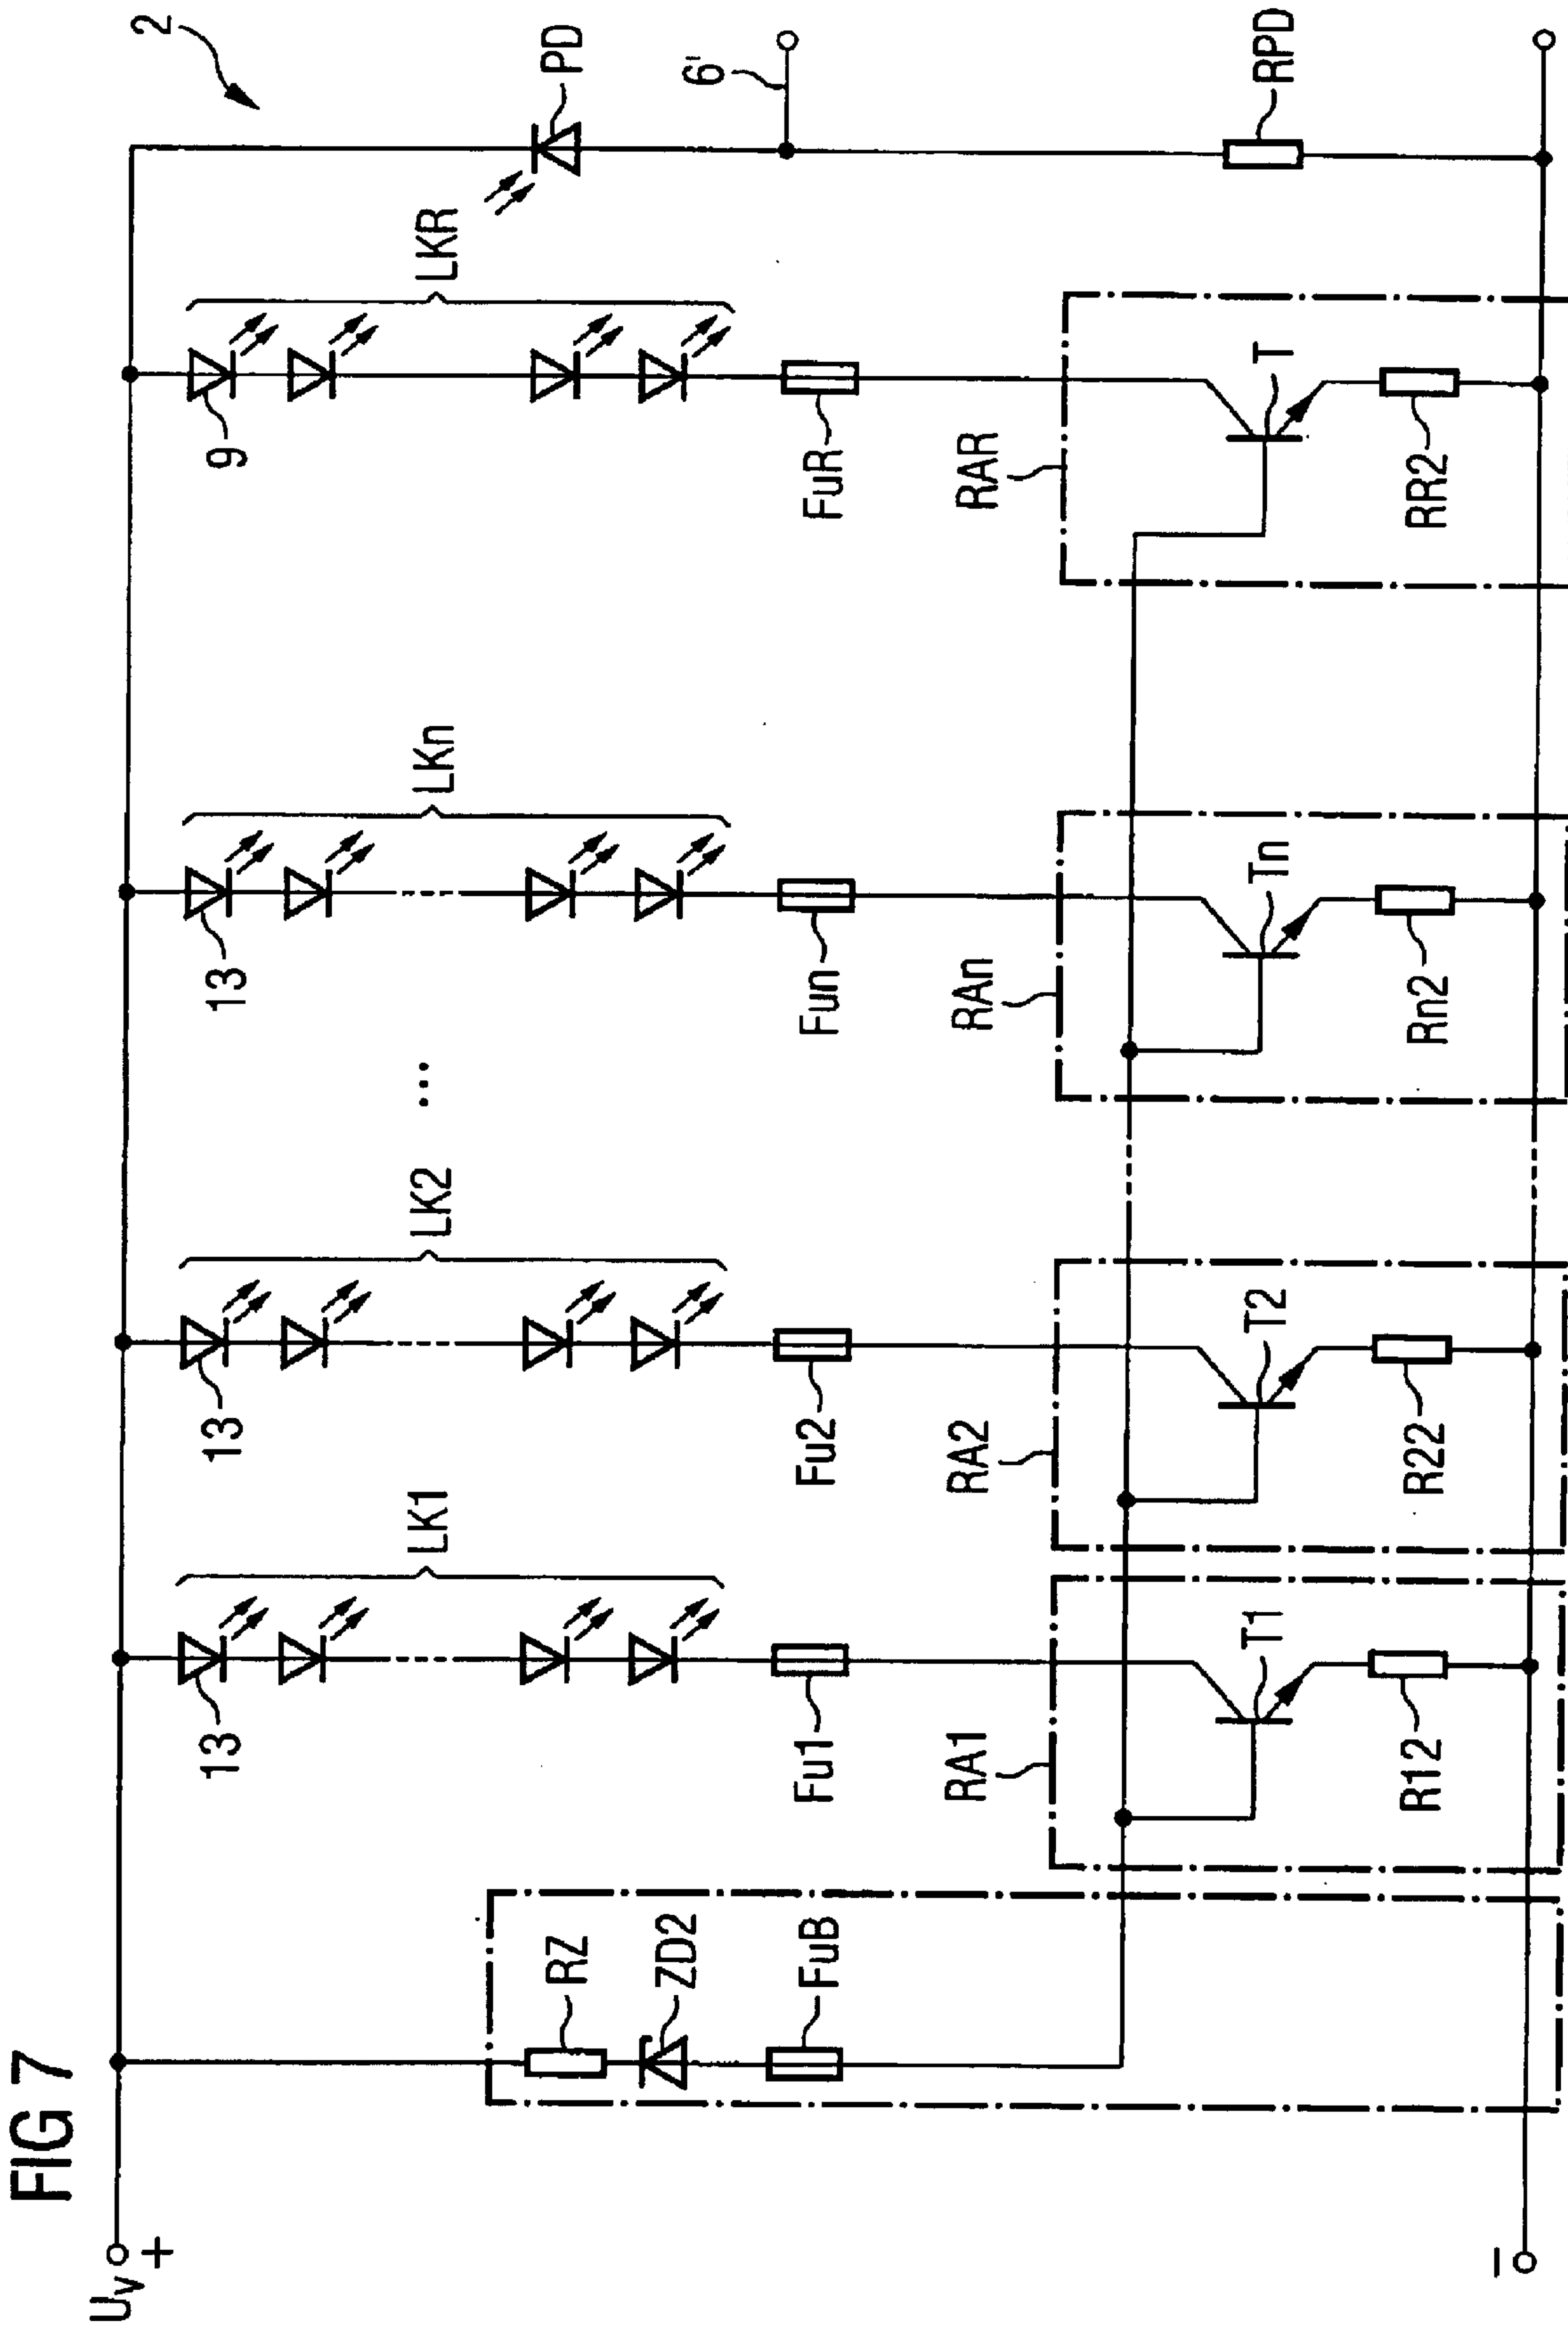 FIG 7
2
Uv
+
LK1
LK2
...
LKn
LKR
13
13
13
9
PD
6'
RZ
ZD2
FuB
Fu1
Fu2
Fun
FuR
RA1
RA2
RAn
RAR
T1
T2
Tn
T
R12
R22
Rn2
RR2
RPD
–